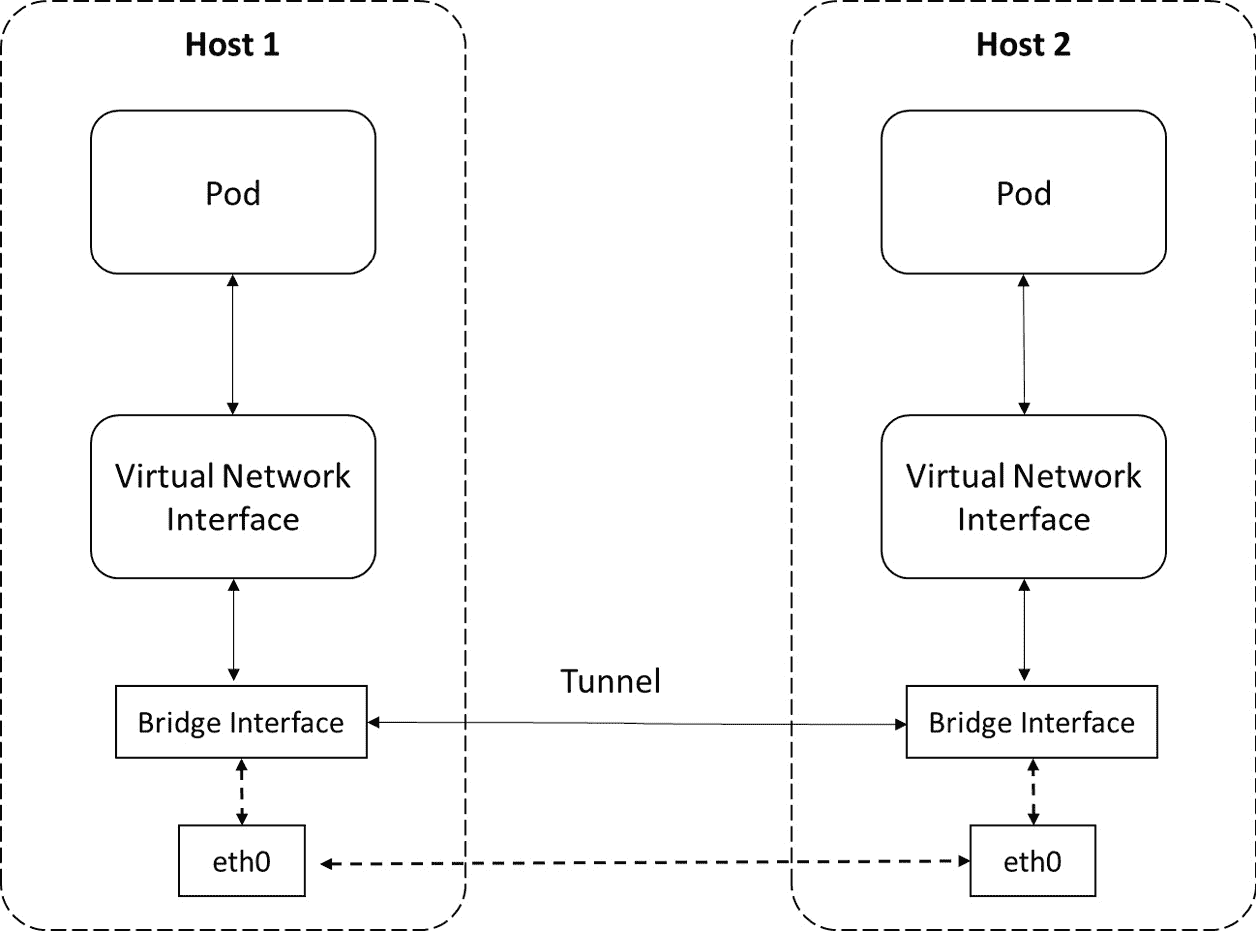 Host 1
Pod
Virtual Network
Interface
Bridge Interface
eth0
Tunnel
Host 2
Pod
Virtual Network
Interface
Bridge Interface
eth0